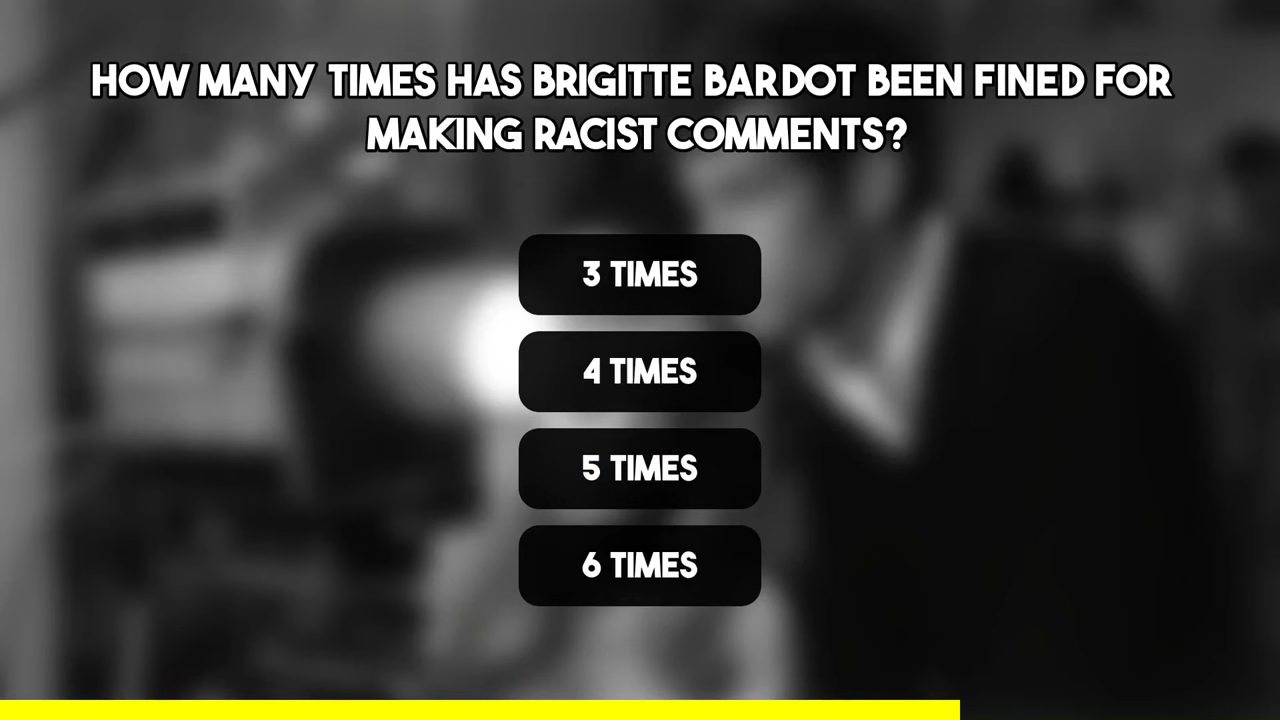 HOW MANY TIMES HAS BRIGITTE BARDOT BEEN FINED FOR
MAKING RACIST COMMENTS?
3 TIMES
4 TIMES
5 TIMES
6 TIMES